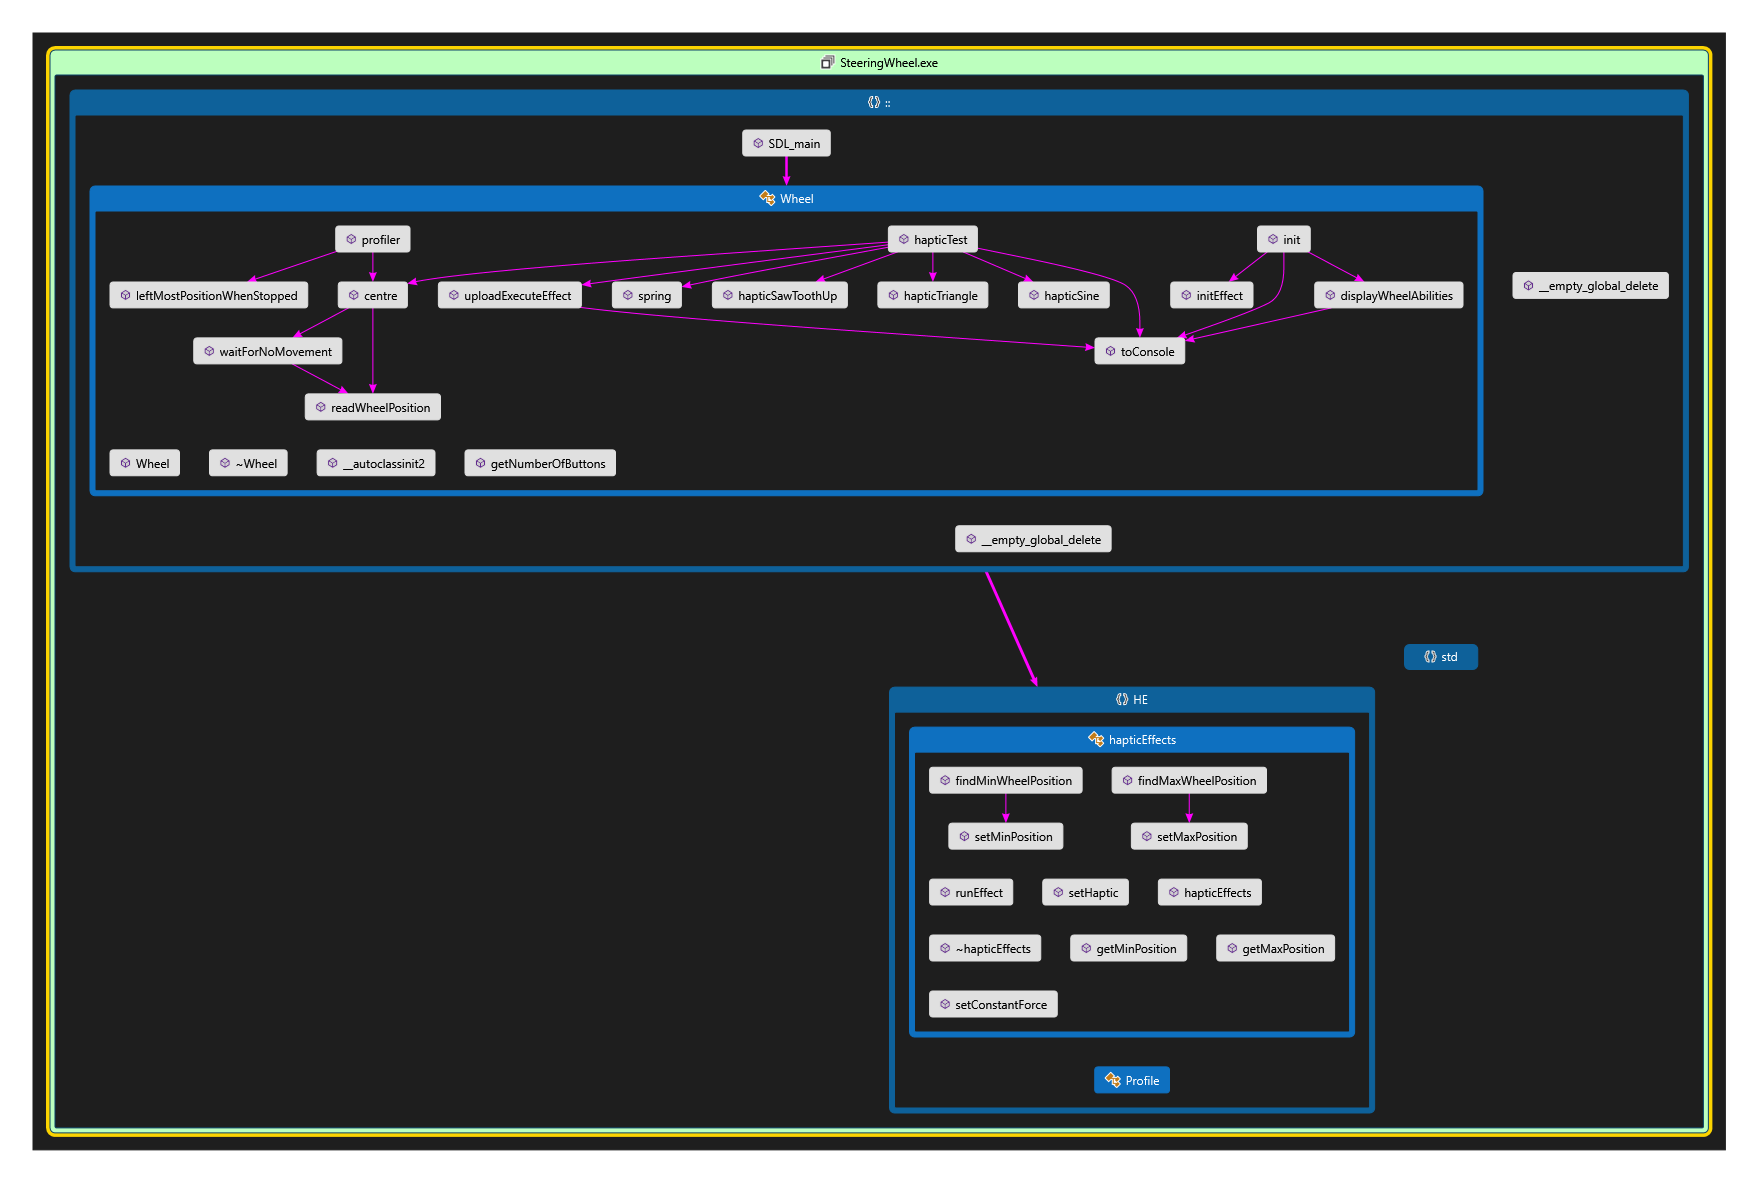 SteeringWheel.exe
::
SDL_main
Wheel
profiler
hapticTest
init
leftMostPositionWhenStopped
centre
uploadExecuteEffect
spring
hapticSawToothUp
hapticTriangle
hapticSine
initEffect
displayWheelAbilities
__empty_global_delete
waitForNoMovement
toConsole
readWheelPosition
Wheel
~Wheel
__autoclassinit2
getNumberOfButtons
__empty_global_delete
std
HE
hapticEffects
findMinWheelPosition
findMaxWheelPosition
setMinPosition
setMaxPosition
runEffect
setHaptic
hapticEffects
~hapticEffects
getMinPosition
getMaxPosition
setConstantForce
Profile